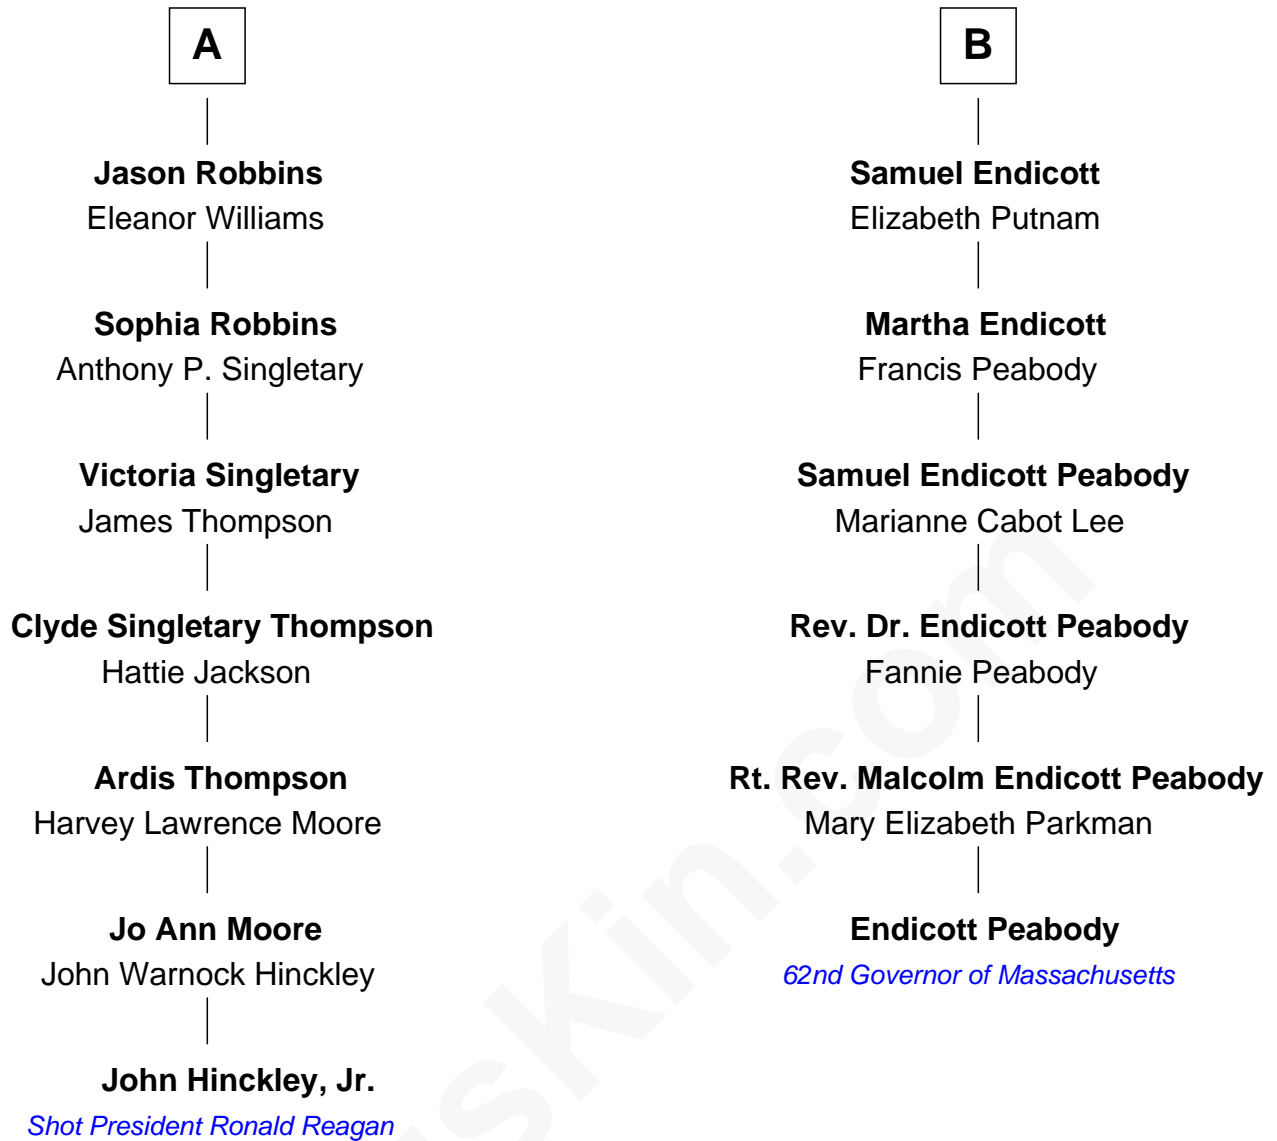 A
Jason Robbins
Eleanor Williams
Sophia Robbins
Anthony P. Singletary
Victoria Singletary
James Thompson
Clyde Singletary Thompson
Hattie Jackson
Ardis Thompson
Harvey Lawrence Moore
Jo Ann Moore
John Warnock Hinckley
John Hinckley, Jr.
Shot President Ronald Reagan
B
Samuel Endicott
Elizabeth Putnam
Martha Endicott
Francis Peabody
Samuel Endicott Peabody
Marianne Cabot Lee
Rev. Dr. Endicott Peabody
Fannie Peabody
Rt. Rev. Malcolm Endicott Peabody
Mary Elizabeth Parkman
Endicott Peabody
62nd Governor of Massachusetts